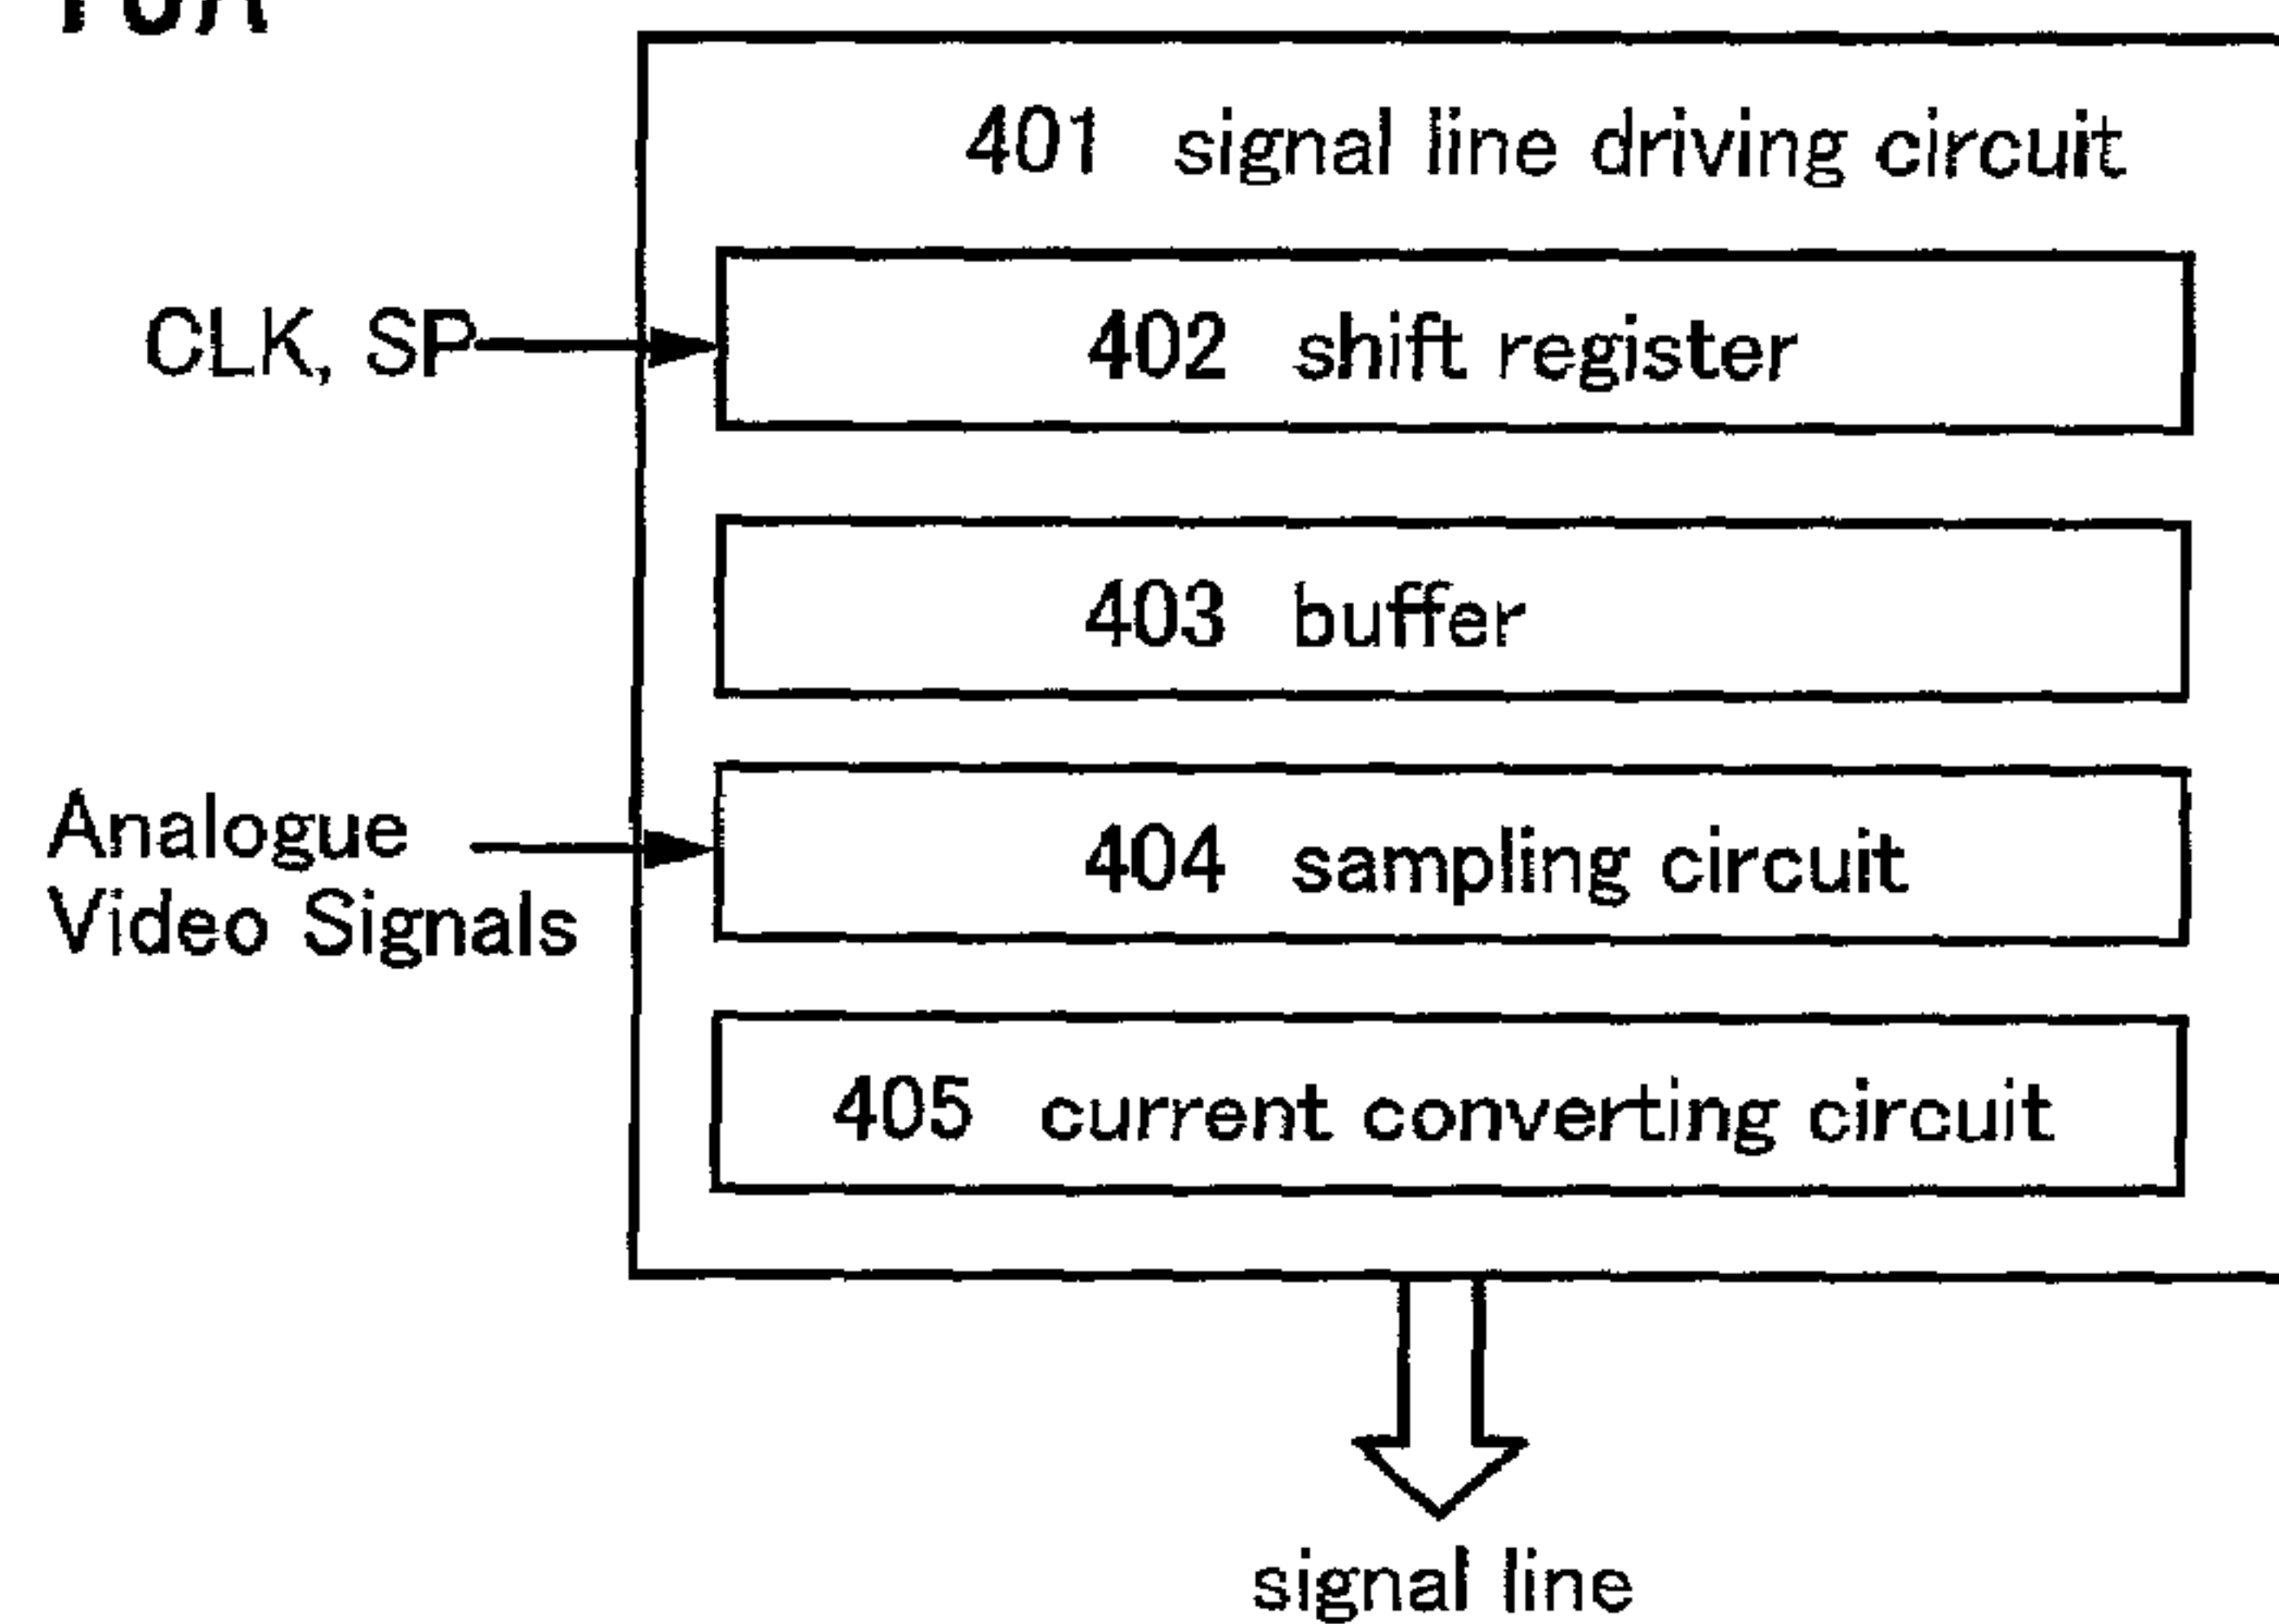 401 signal line driving circuit
CLK, SP
402 shift register
403 buffer
Analogue
Video Signals
404 sampling circuit
405 current converting circuit
signal line